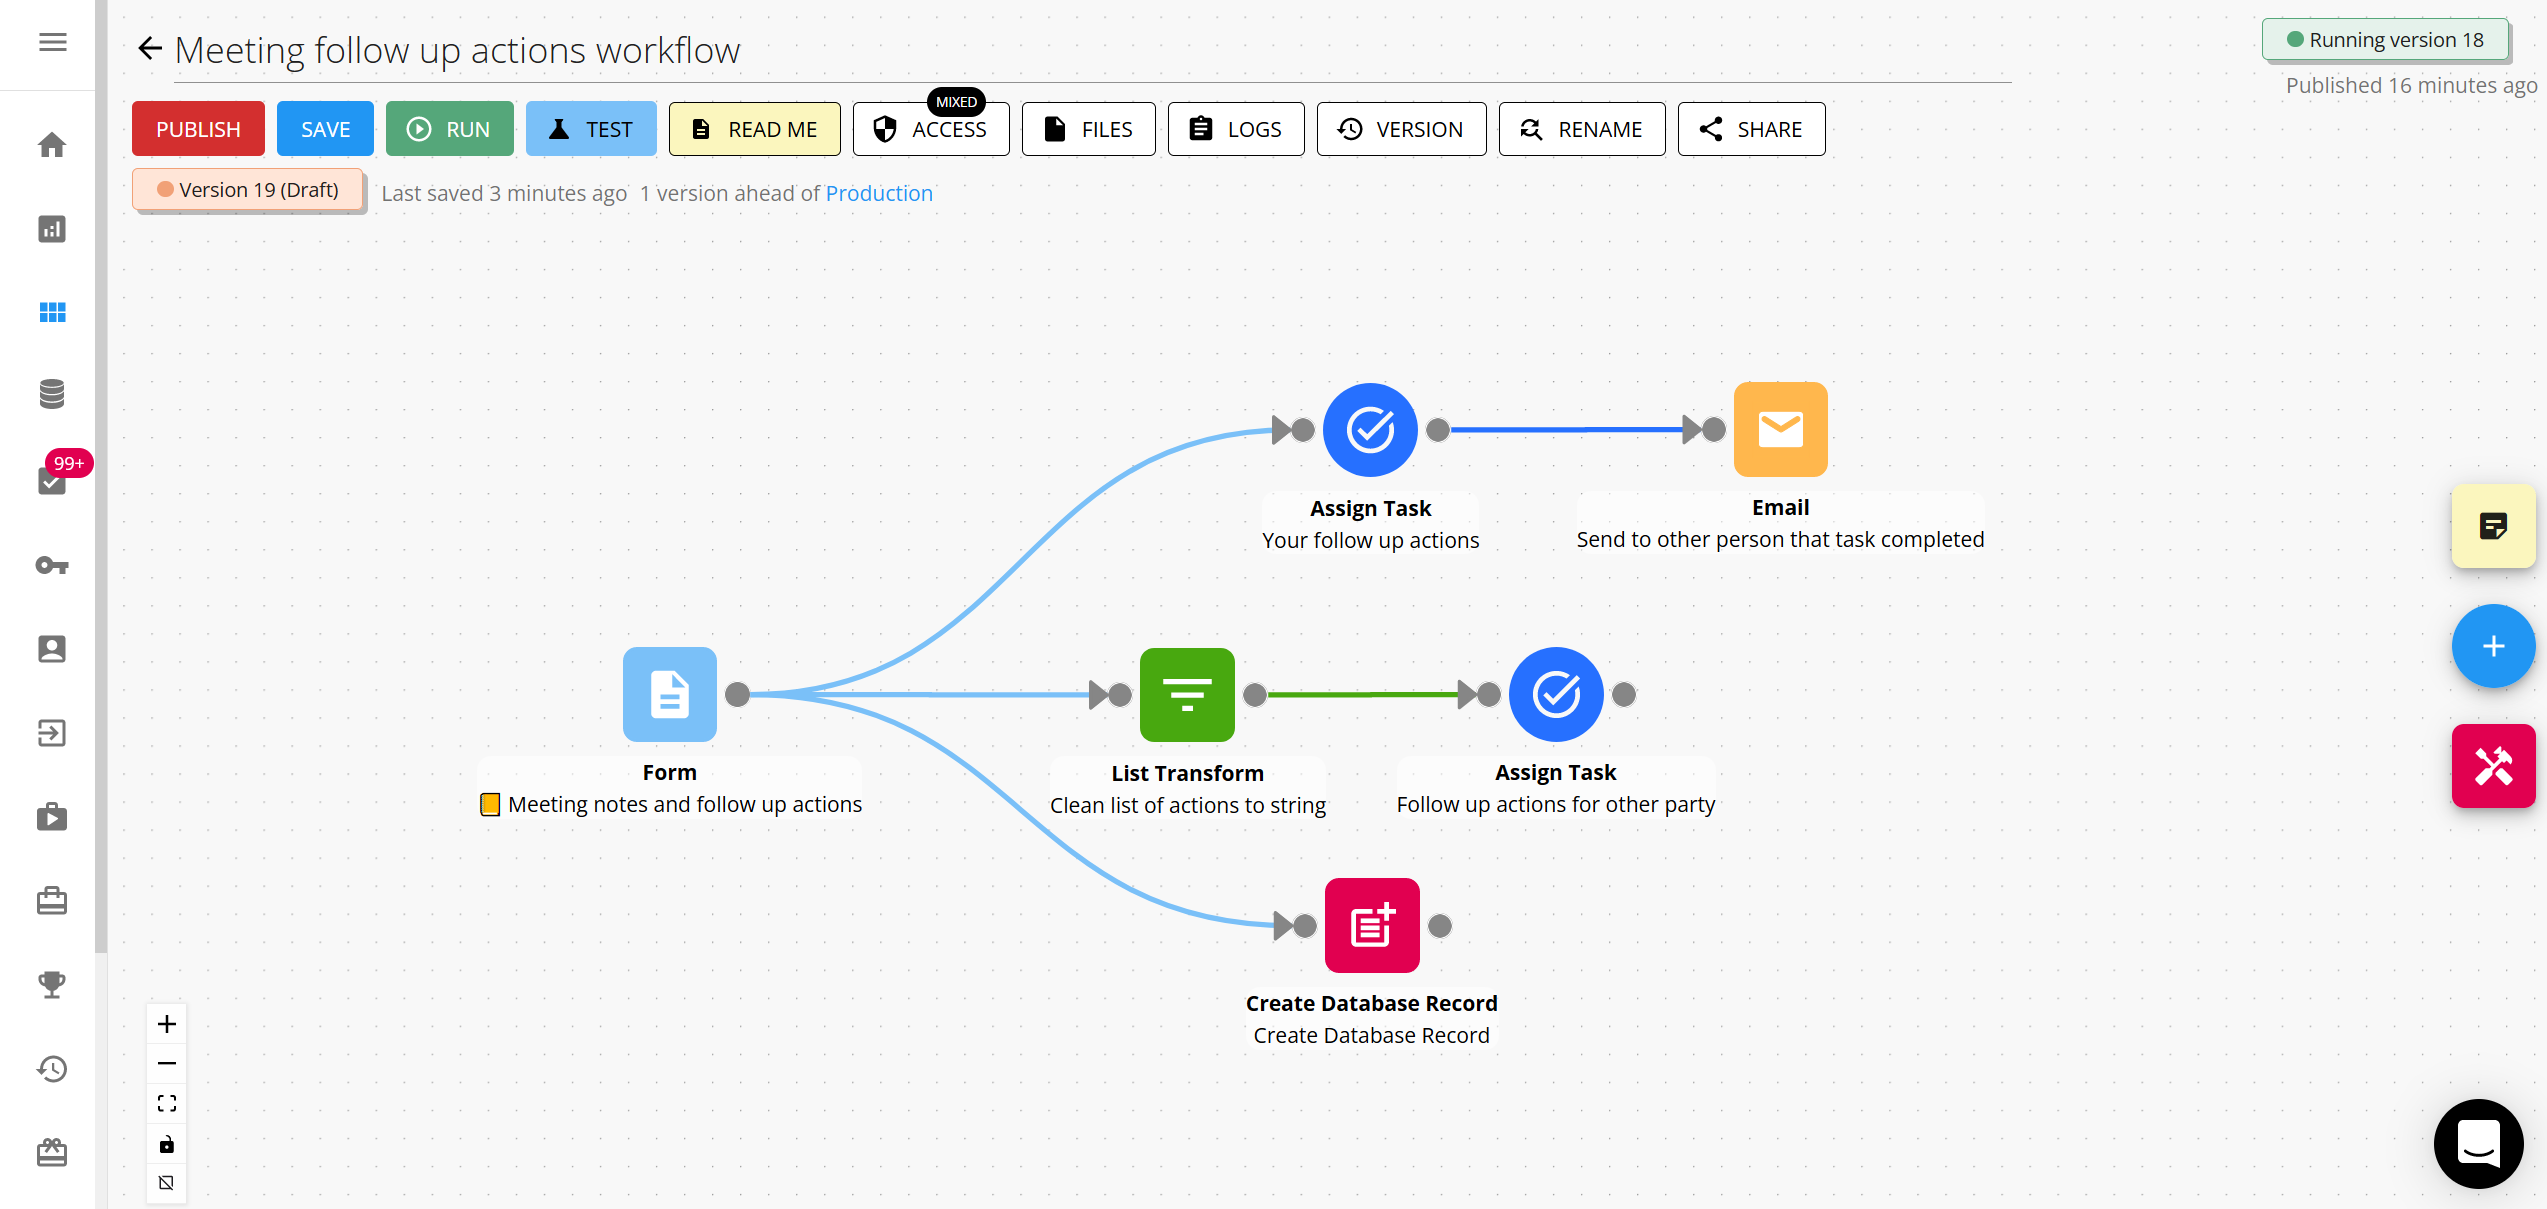 Meeting follow up actions workflow
Running version 18
Published 16 minutes ago
PUBLISH
SAVE
RUN
TEST
READ ME
MIXED
ACCESS
FILES
LOGS
VERSION
RENAME
SHARE
Version 19 (Draft)
Last saved 3 minutes ago 1 version ahead of Production
99+
Assign Task
Your follow up actions
Email
Send to other person that task completed
Form
Meeting notes and follow up actions
List Transform
Clean list of actions to string
Assign Task
Follow up actions for other party
Create Database Record
Create Database Record